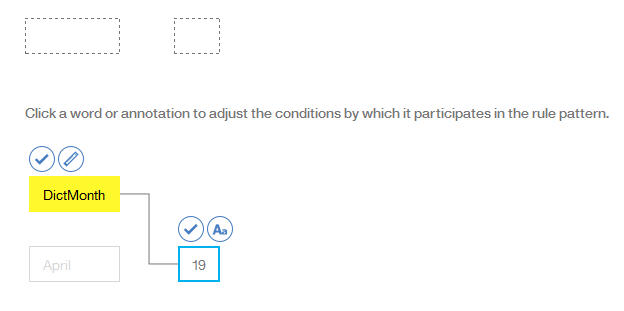 Click a word or annotation to adjust the conditions by which it participates in the rule pattern.
DictMonth
Aa
April
19